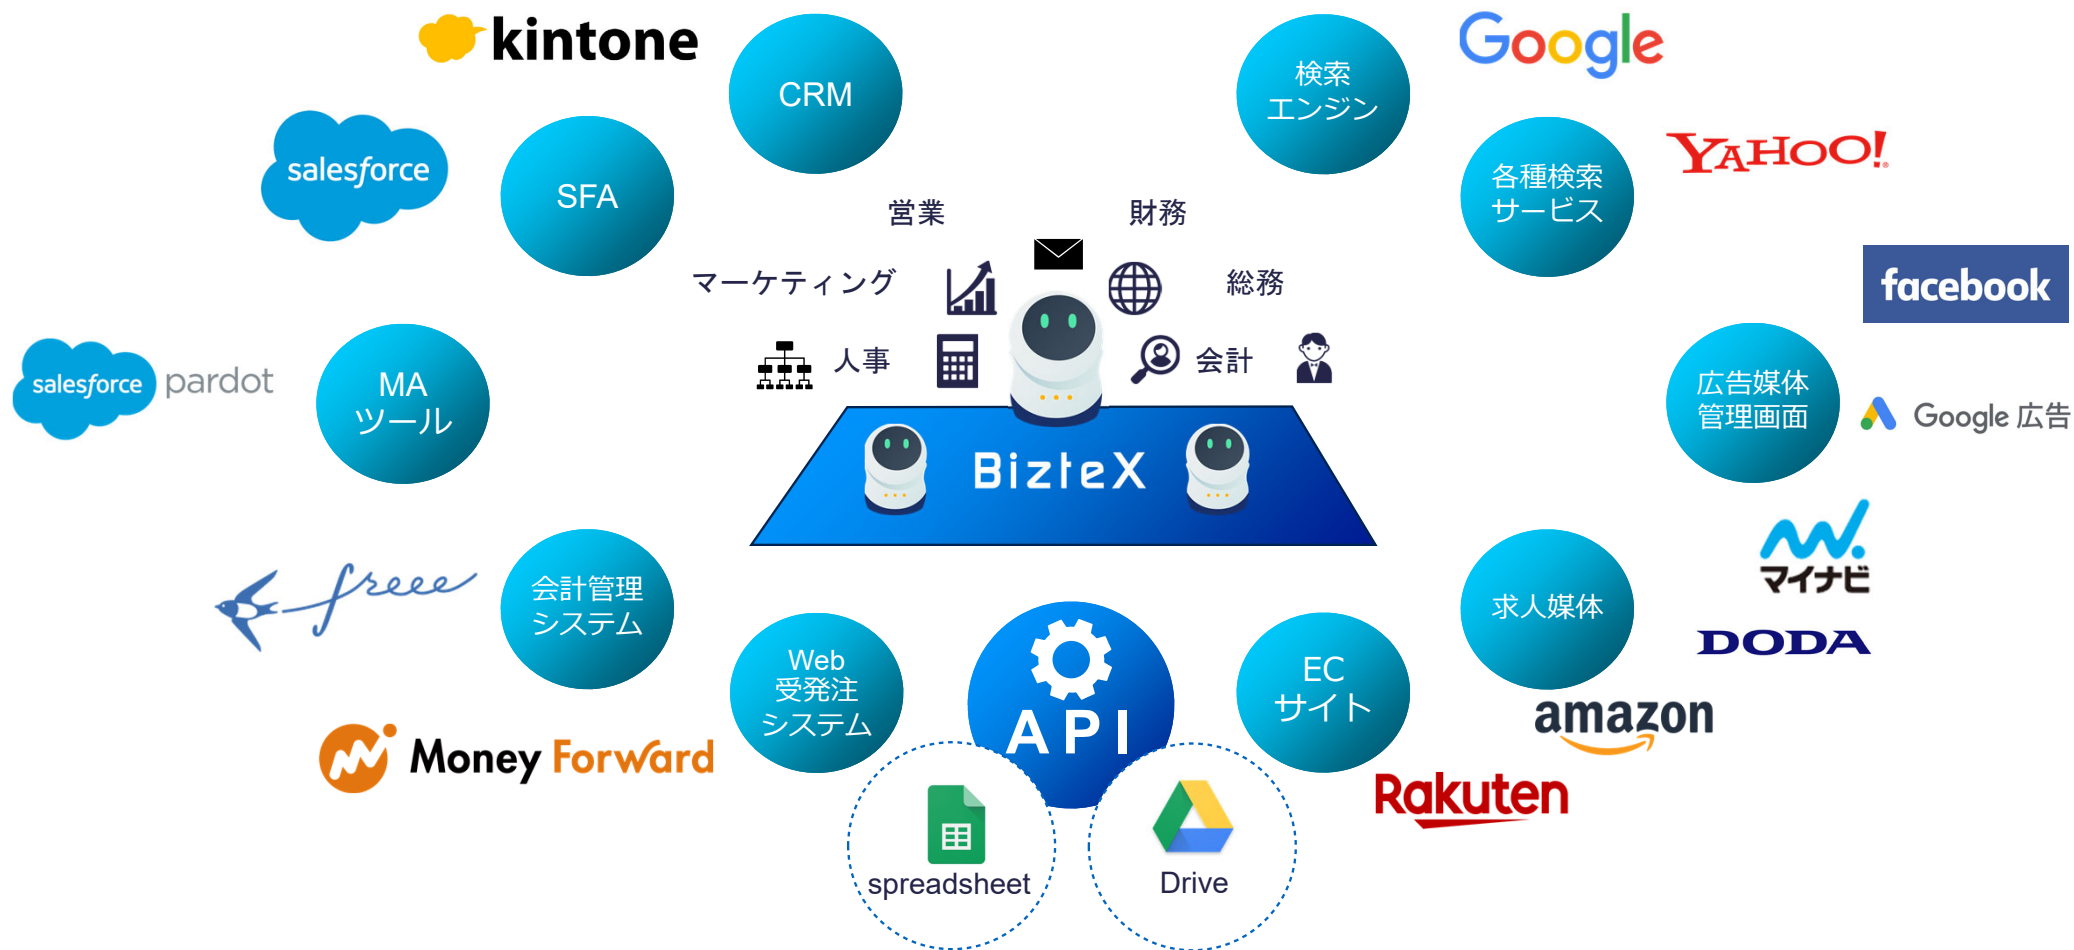 kintone
CRM
salesforce
SFA
検索
エンジン
Google
各種検索
サービス
YAHOO!
営業
財務
マーケティング
総務
人事
会計
facebook
salesforce pardot
MA
ツール
広告媒体
管理画面
Google 広告
BizteX
マイナビ
freee
会計管理
システム
求人媒体
DODA
Web
受発注
システム
API
EC
サイト
amazon
Money Forward
Rakuten
spreadsheet
Drive